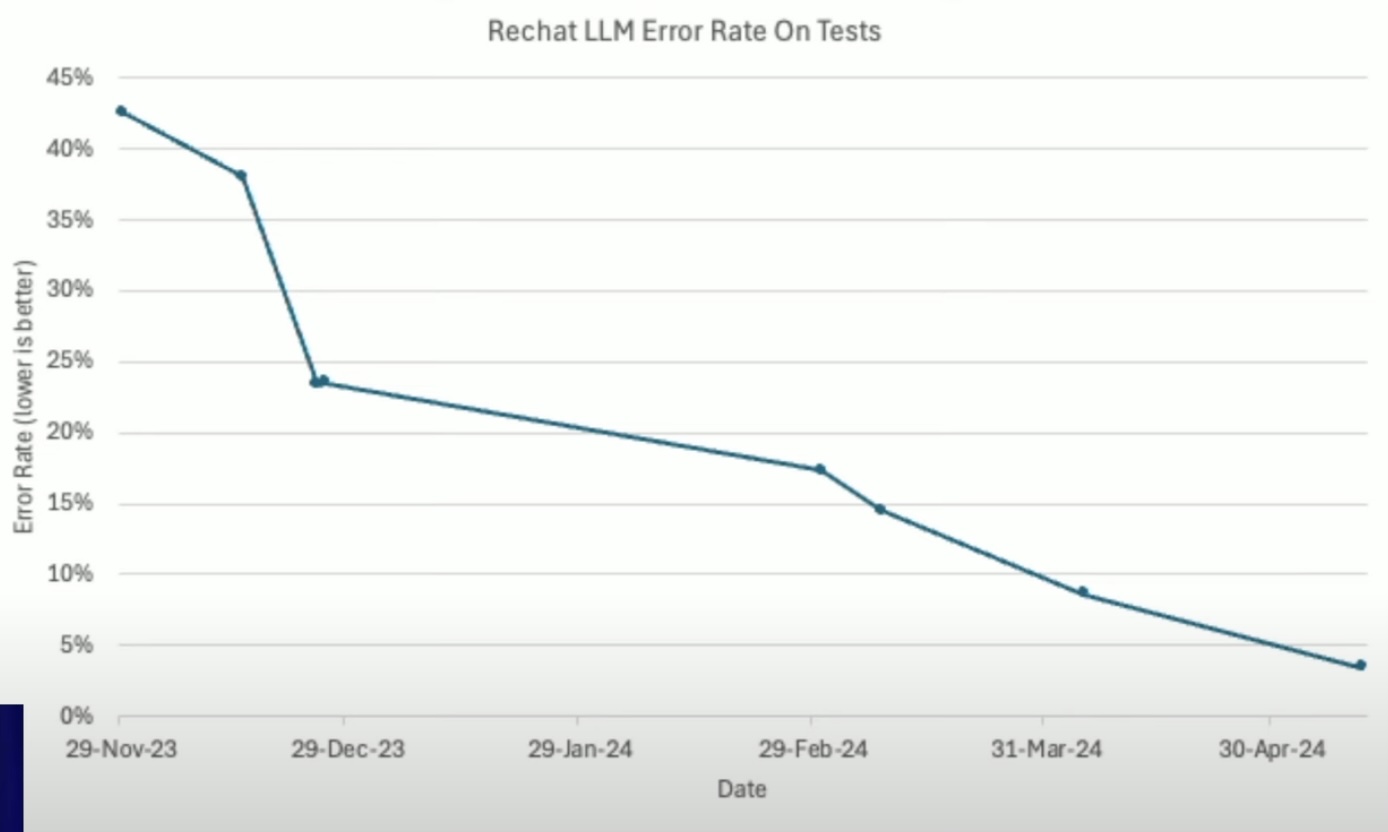 Rechat LLM Error Rate On Tests
45%
40%
35%
30%
25%
20%
15%
10%
5%
0%
Error Rate (lower is better)
29-Nov-23
29-Dec-23
29-Jan-24
29-Feb-24
31-Mar-24
30-Apr-24
Date